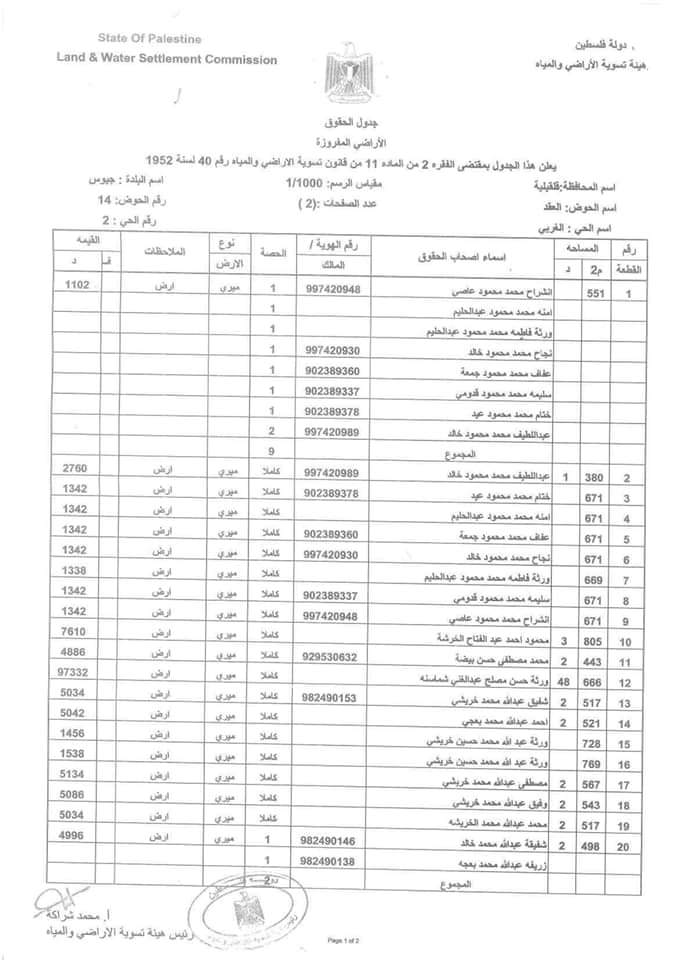 State Of Palestine
Land & Water Settlement Commission
دولة فلسطين
هيئة تسوية الأراضي والمياه
جدول الحقوق
الأراضي المفروزة
يعلن هذا الجدول بمقتضى الفقره 2 من الماده 11 من قانون تسوية الاراضي والمياه رقم 40 لسنة 1952
اسم المحافظة:قلقيلية مقياس الرسم: 1/1000 اسم البلدة : جيوس
اسم الحوض: العقد عدد الصفحات: (2 ) رقم الحوض: 14
اسم الحي : الغربي رقم الحي : 2
رقم القطعة المساحه م2 د اسماء اصحاب الحقوق رقم الهوية / المالك الحصة نوع الارض الملاحظات القيمه ف د
1 551 انشراح محمد محمود عاصي 997420948 1 ميري ارض 1102
امنه محمد محمود عبدالحليم 1
ورثة فاطمه محمد محمود عبدالحليم 1
نجاح محمد محمود خالد 997420930 1
عفاف محمد محمود جمعة 902389360 1
سليمه محمد محمود قدومي 902389337 1
ختام محمد محمود عيد 902389378 1
عبداللطيف محمد محمود خالد 997420989 2
المجموع 9
2 380 1 عبداللطيف محمد محمود خالد 997420989 كاملا ميري ارض 2760
3 671 ختام محمد محمود عيد 902389378 كاملا ميري ارض 1342
4 671 امنه محمد محمود عبدالحليم كاملا ميري ارض 1342
5 671 عفاف محمد محمود جمعة 902389360 كاملا ميري ارض 1342
6 671 نجاح محمد محمود خالد 997420930 كاملا ميري ارض 1342
7 669 ورثة فاطمه محمد محمود عبدالحليم كاملا ميري ارض 1338
8 671 سليمه محمد محمود قدومي 902389337 كاملا ميري ارض 1342
9 671 انشراح محمد محمود عاصي 997420948 كاملا ميري ارض 1342
10 805 3 محمود احمد عبد الفتاح الخرشة كاملا ميري ارض 7610
11 443 2 محمد مصطفى حسن بيضة 929530632 كاملا ميري ارض 4886
12 666 48 ورثة حسن مصلح عبدالغني شماسنه كاملا ميري ارض 97332
13 517 2 شفيق عبدالله محمد خريشي 982490153 كاملا ميري ارض 5034
14 521 2 احمد عبدالله محمد بعجي كاملا ميري ارض 5042
15 728 ورثة عبد الله محمد حسين خريشي كاملا ميري ارض 1456
16 769 ورثة عبد الله محمد حسين خريشي كاملا ميري ارض 1538
17 567 2 مصطفى عبدالله محمد خريشي كاملا ميري ارض 5134
18 543 2 وفيق عبدالله محمد خريشي كاملا ميري ارض 5086
19 517 2 محمد عبدالله محمد الخريشه كاملا ميري ارض 5034
20 498 2 شفيقة عبدالله محمد خالد 982490146 1 ميري ارض 4996
زريفه عبدالله محمد بعجه 982490138 1
المجموع 2
أ. محمد شراكة
رئيس هيئة تسوية الاراضي والمياه
Page 1 of 2